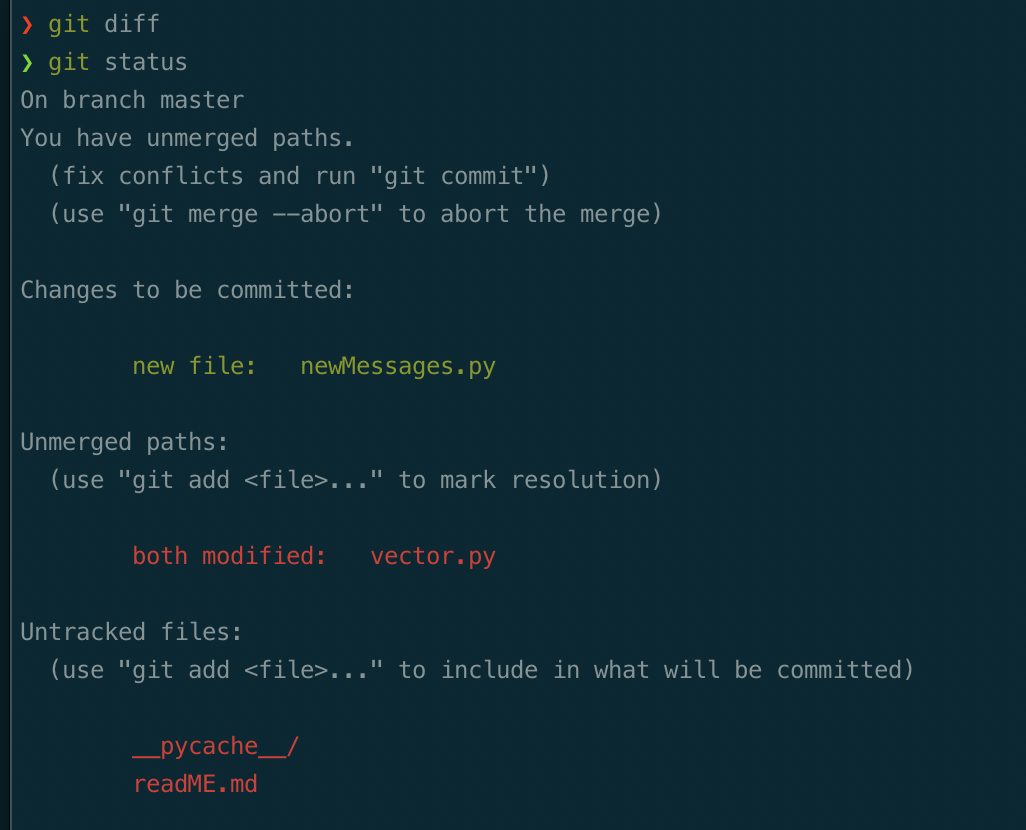 ❯ git diff
❯ git status
On branch master
You have unmerged paths.
  (fix conflicts and run "git commit")
  (use "git merge --abort" to abort the merge)
Changes to be committed:
        new file:   newMessages.py
Unmerged paths:
  (use "git add <file>..." to mark resolution)
        both modified:   vector.py
Untracked files:
  (use "git add <file>..." to include in what will be committed)
        __pycache__/
        readME.md